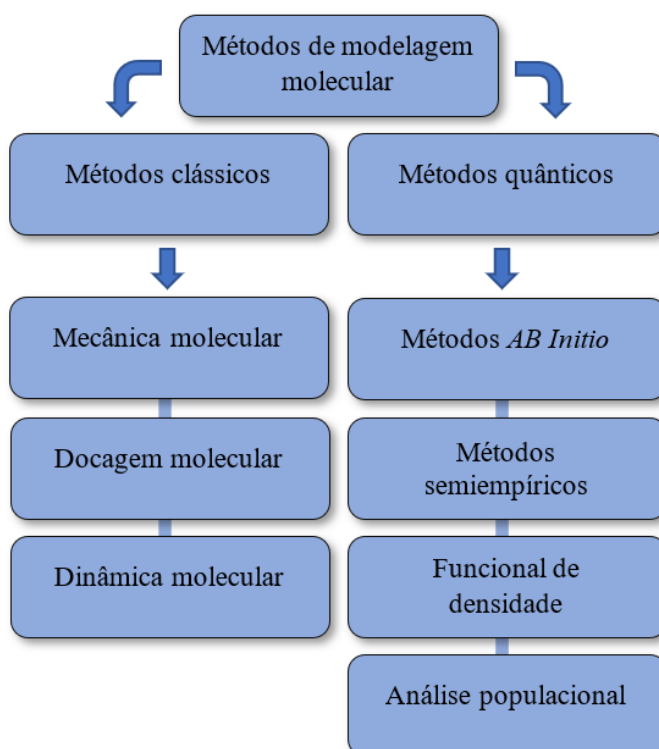 Métodos de modelagem
molecular
Métodos clássicos
Métodos quânticos
Mecânica molecular
Métodos AB Initio
Docagem molecular
Métodos
semiempíricos
Dinâmica molecular
Funcional de
densidade
Análise populacional